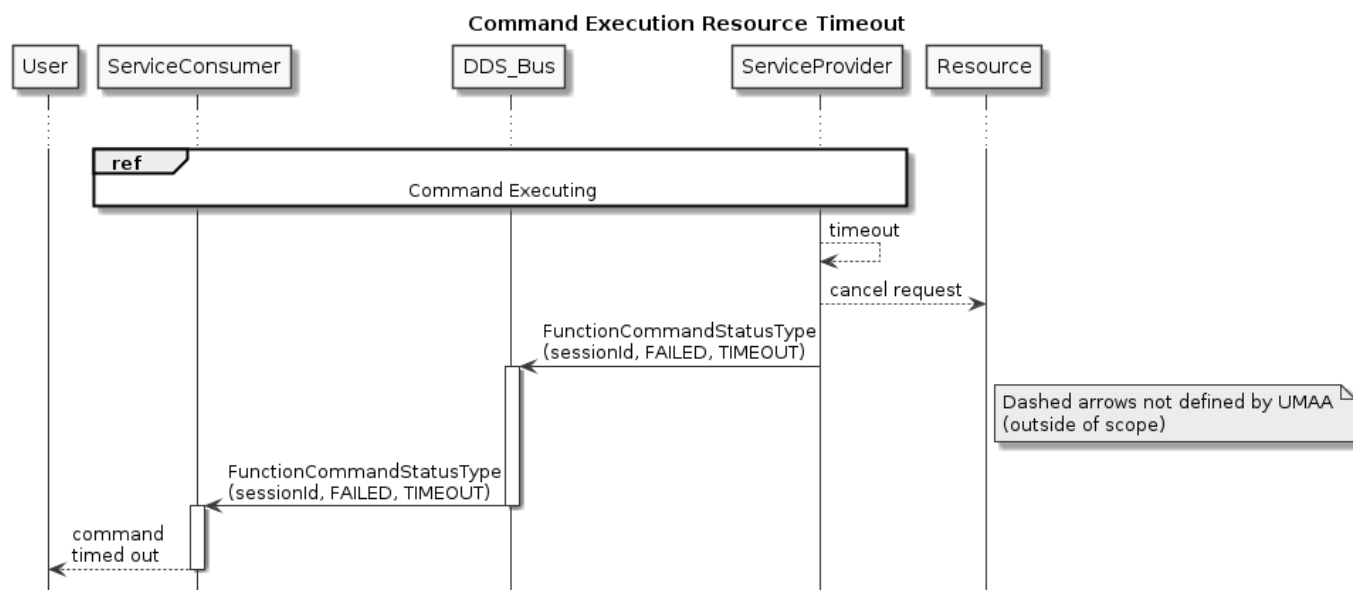 Command Execution Resource Timeout
User
ServiceConsumer
DDS_Bus
ServiceProvider
Resource
ref
Command Executing
timeout
cancel request
FunctionCommandStatusType
(sessionId, FAILED, TIMEOUT)
Dashed arrows not defined by UMAA
(outside of scope)
FunctionCommandStatusType
(sessionId, FAILED, TIMEOUT)
command
timed out